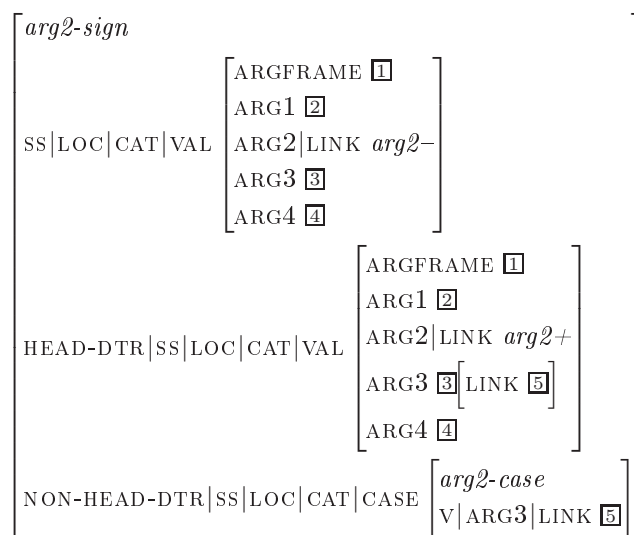 arg2-sign
SS|LOC|CAT|VAL
ARGFRAME 1
ARG1 2
ARG2|LINK arg2–
ARG3 3
ARG4 4
HEAD-DTR|SS|LOC|CAT|VAL
ARGFRAME 1
ARG1 2
ARG2|LINK arg2+
ARG3 3[LINK 5]
ARG4 4
NON-HEAD-DTR|SS|LOC|CAT|CASE
arg2-case
V|ARG3|LINK 5